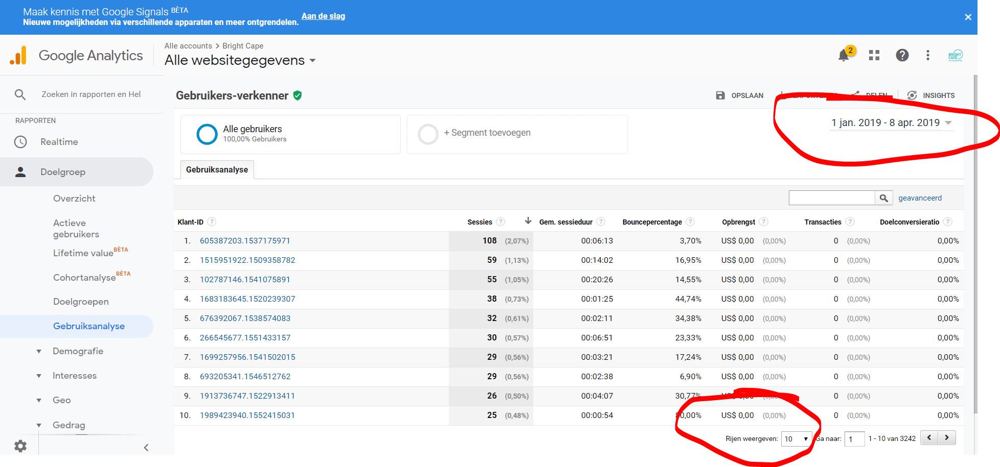 Maak kennis met Google Signals BÈTA
Nieuwe mogelijkheden via verschillende apparaten en meer ontgrendelen. Aan de slag
Google Analytics
Alle accounts > Bright Cape
Alle websitegegevens
2
BRIGHT CAPE
Zoeken in rapporten en Hel
Gebruikers-verkenner
OPSLAAN DELEN INSIGHTS
RAPPORTEN
Realtime
Doelgroep
Overzicht
Actieve
gebruikers
Lifetime value BÈTA
Cohortanalyse BÈTA
Doelgroepen
Gebruiksanalyse
Demografie
Interesses
Geo
Gedrag
Alle gebruikers
100,00% Gebruikers
+ Segment toevoegen
1 jan. 2019 - 8 apr. 2019
Gebruiksanalyse
geavanceerd
Klant-ID ? Sessies ? Gem. sessieduur ? Bouncepercentage ? Opbrengst ? Transacties ? Doelconversieratio ?
1. 605387203.1537175971 108 (2,07%) 00:06:13 3,70% US$ 0,00 (0,00%) 0 (0,00%) 0,00%
2. 1515951922.1509358782 59 (1,13%) 00:14:02 16,95% US$ 0,00 (0,00%) 0 (0,00%) 0,00%
3. 102787146.1541075891 55 (1,05%) 00:20:26 14,55% US$ 0,00 (0,00%) 0 (0,00%) 0,00%
4. 1683183645.1520239307 38 (0,73%) 00:01:25 44,74% US$ 0,00 (0,00%) 0 (0,00%) 0,00%
5. 676392067.1538574083 32 (0,61%) 00:02:11 34,38% US$ 0,00 (0,00%) 0 (0,00%) 0,00%
6. 266545677.1551433157 30 (0,57%) 00:06:51 23,33% US$ 0,00 (0,00%) 0 (0,00%) 0,00%
7. 1699257956.1541502015 29 (0,56%) 00:03:21 17,24% US$ 0,00 (0,00%) 0 (0,00%) 0,00%
8. 693205341.1546512762 29 (0,56%) 00:02:38 6,90% US$ 0,00 (0,00%) 0 (0,00%) 0,00%
9. 1913736747.1522913411 26 (0,50%) 00:04:07 30,77% US$ 0,00 (0,00%) 0 (0,00%) 0,00%
10. 1989423940.1552415031 25 (0,48%) 00:00:54 80,00% US$ 0,00 (0,00%) 0 (0,00%) 0,00%
Rijen weergeven: 10 Ga naar: 1 1 - 10 van 3242